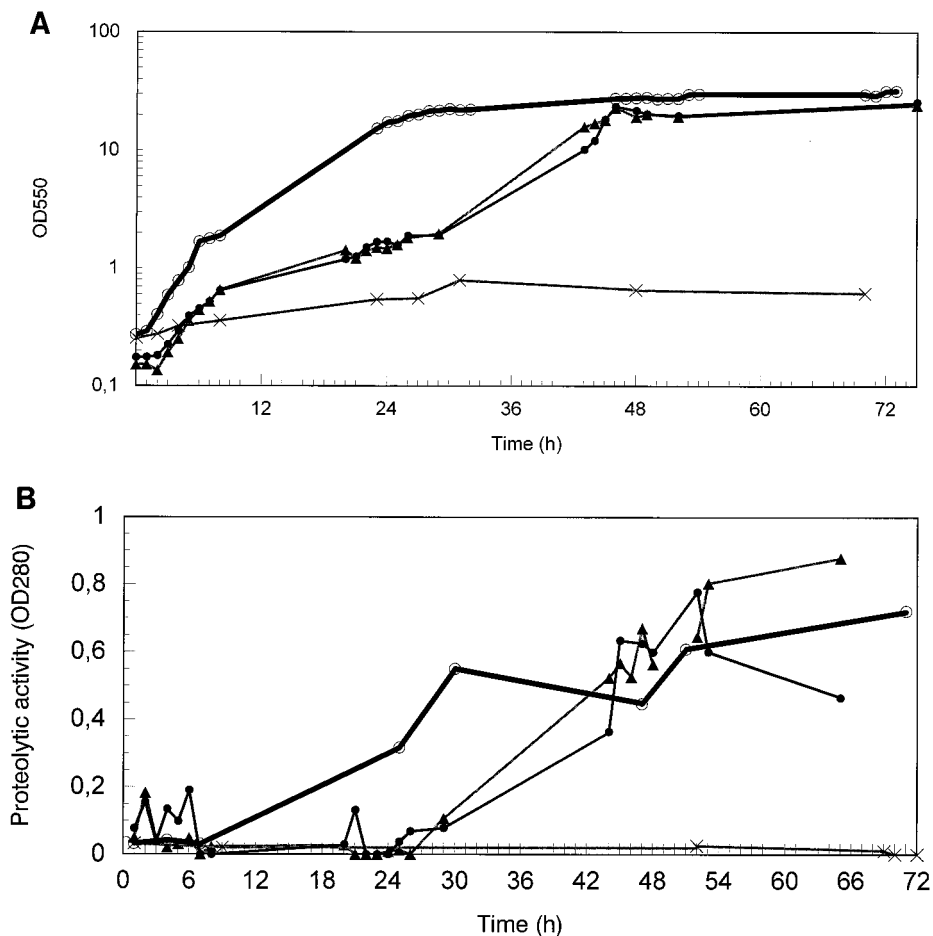 A
100
10
1
0,1
OD550
12 24 36 48 60 72
Time (h)
B
1
0,8
0,6
0,4
0,2
0
Proteolytic activity (OD280)
0 6 12 18 24 30 36 42 48 54 60 66 72
Time (h)